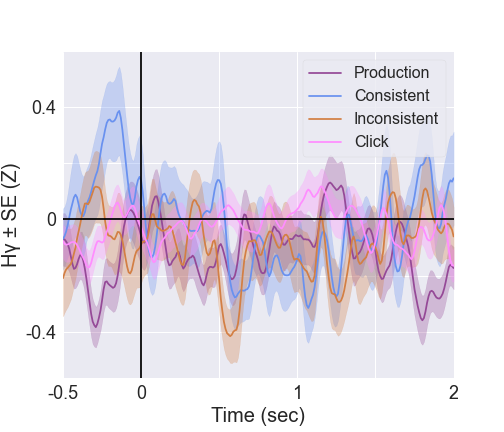 Production
Consistent
Inconsistent
Click
0.4
0
-0.4
Hγ ± SE (Z)
-0.5
0
1
2
Time (sec)